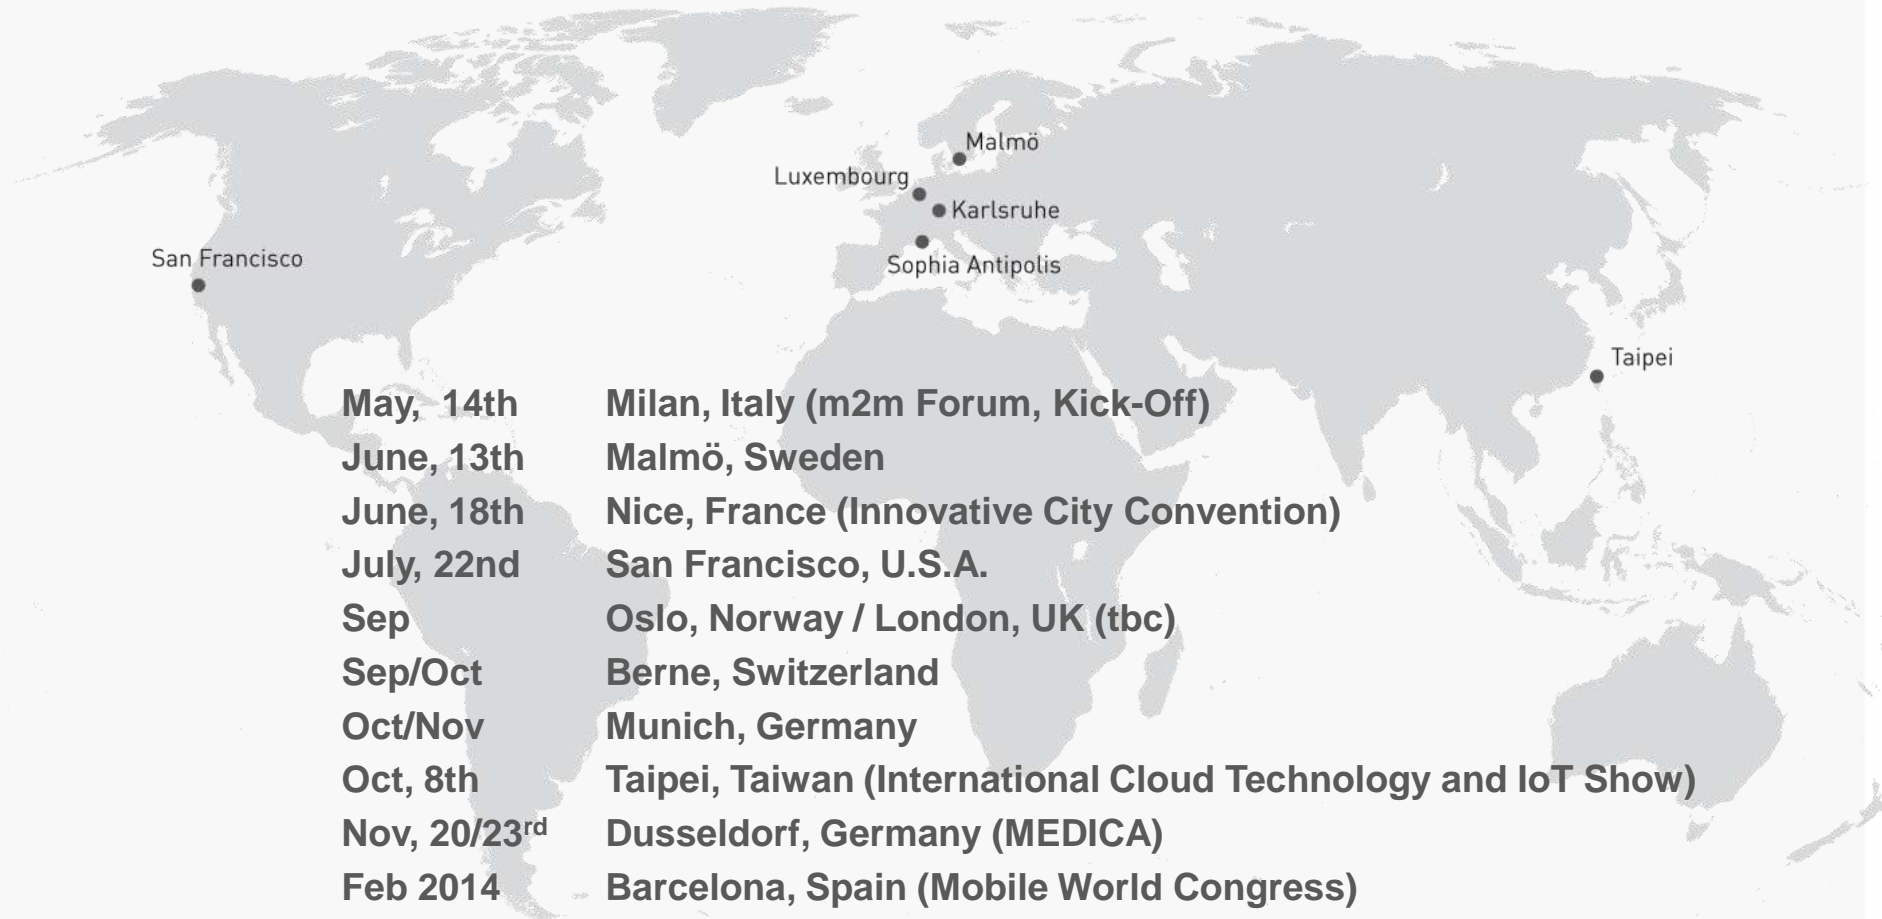 Malmö
Luxembourg
Karlsruhe
San Francisco
Sophia Antipolis
Taipei
May, 14th Milan, Italy (m2m Forum, Kick-Off)
June, 13th Malmö, Sweden
June, 18th Nice, France (Innovative City Convention)
July, 22nd San Francisco, U.S.A.
Sep Oslo, Norway / London, UK (tbc)
Sep/Oct Berne, Switzerland
Oct/Nov Munich, Germany
Oct, 8th Taipei, Taiwan (International Cloud Technology and IoT Show)
Nov, 20/23rd Dusseldorf, Germany (MEDICA)
Feb 2014 Barcelona, Spain (Mobile World Congress)